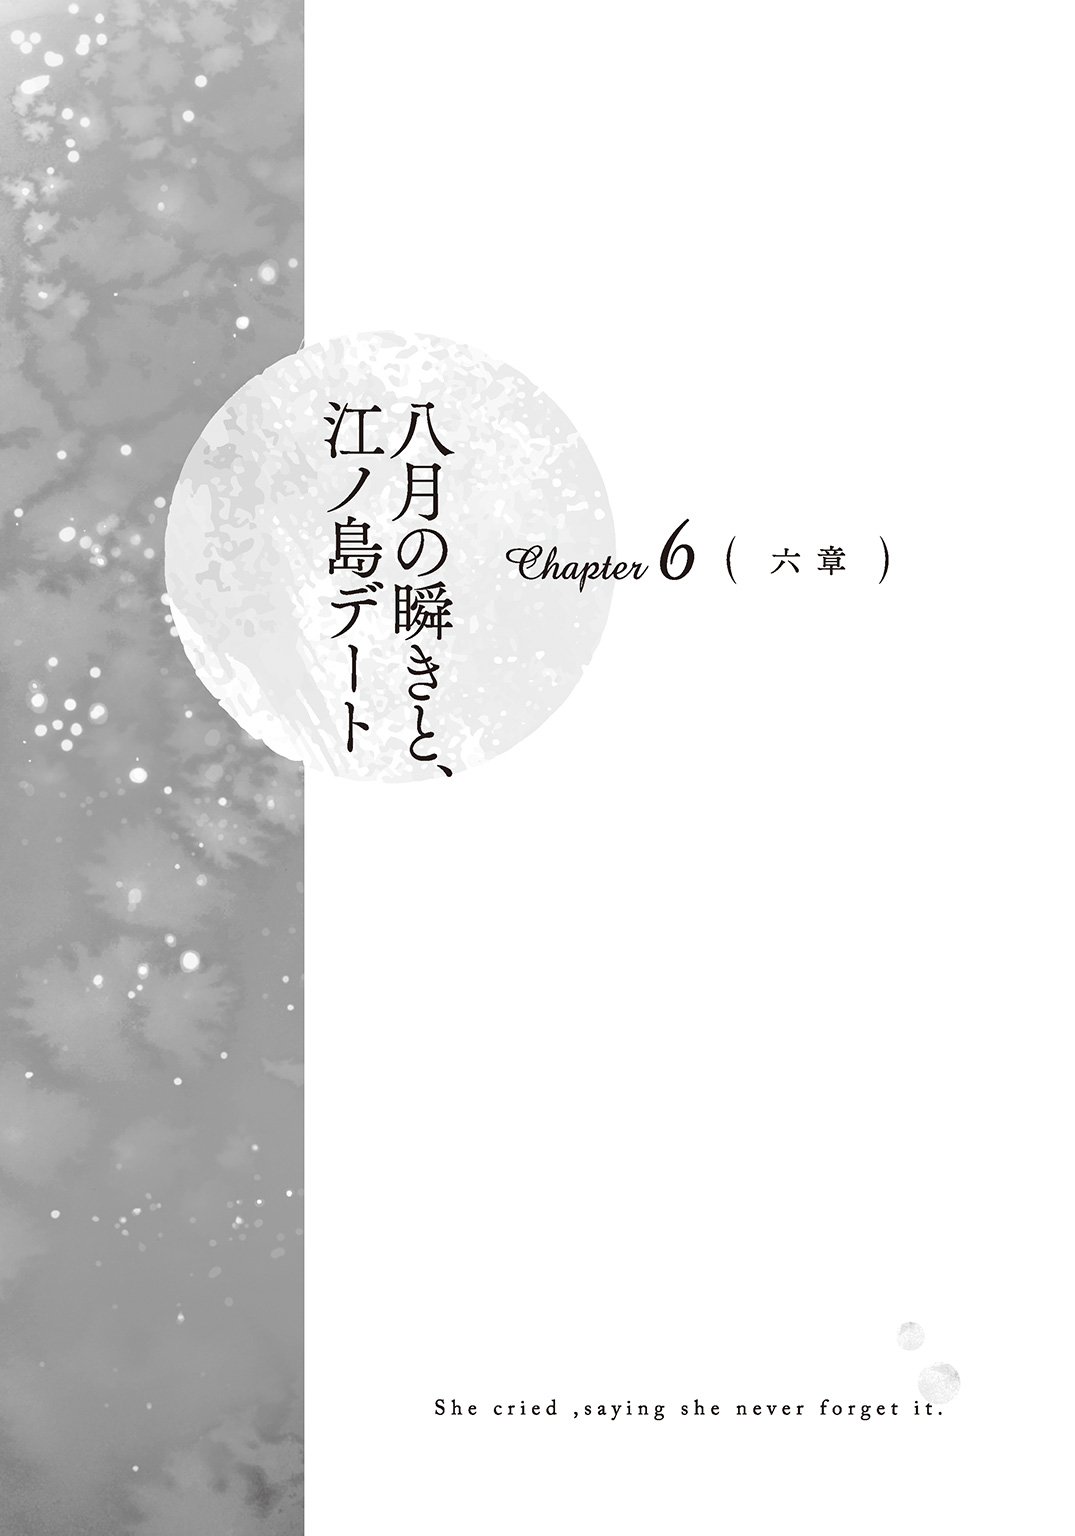 Chapter 6 ( 六章 )
八月の瞬きと、
江ノ島デート
She cried ,saying she never forget it.